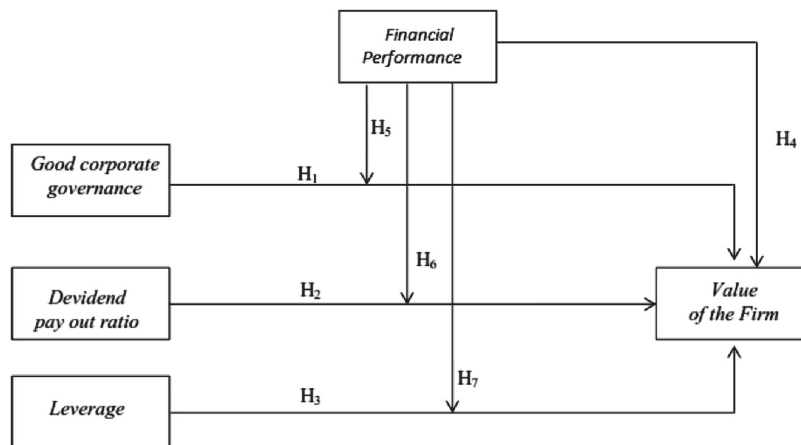 Financial
Performance
H₅
H₄
Good corporate
governance
H₁
H₆
Devidend
pay out ratio
H₂
Value
of the Firm
H₇
Leverage
H₃